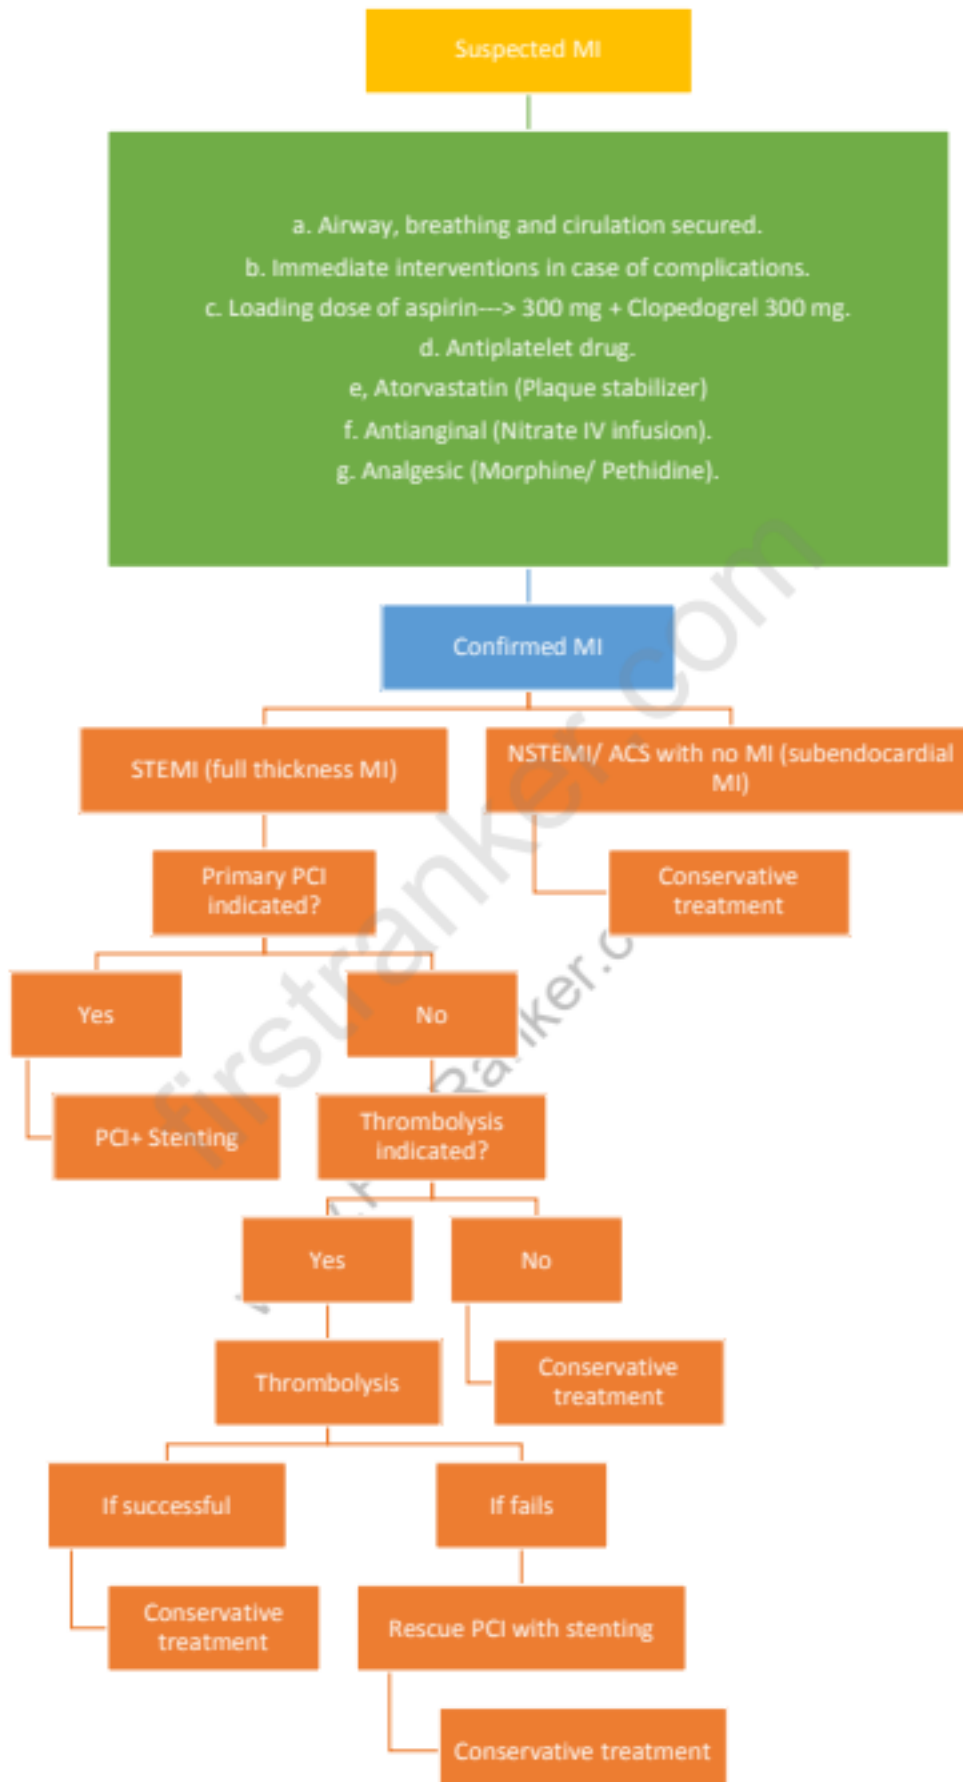 Suspected MI
a. Airway, breathing and cirulation secured.
b. Immediate interventions in case of complications.
c. Loading dose of aspirin---> 300 mg + Clopedogrel 300 mg.
d. Antiplatelet drug.
e, Atorvastatin (Plaque stabilizer)
f. Antianginal (Nitrate IV infusion).
g. Analgesic (Morphine/ Pethidine).
Confirmed MI
STEMI (full thickness MI)
NSTEMI/ ACS with no MI (subendocardial
MI)
Primary PCI
indicated?
Conservative
treatment
Yes
No
PCI+ Stenting
Thrombolysis
indicated?
Yes
No
Thrombolysis
Conservative
treatment
If successful
If fails
Conservative
treatment
Rescue PCI with stenting
Conservative treatment
firstranker.com